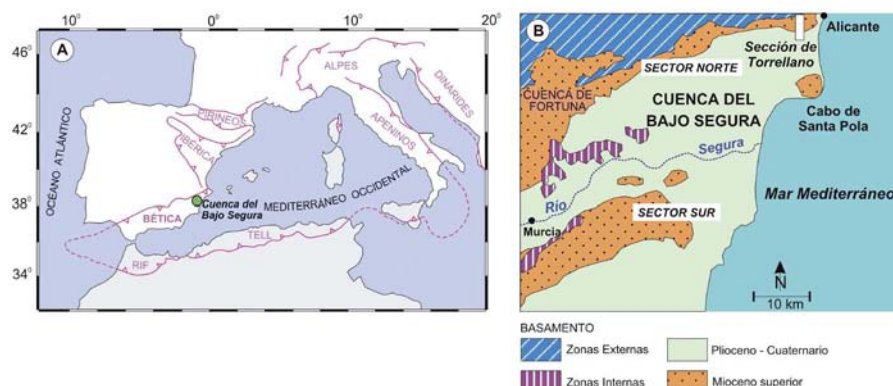 10°
0°
10°
20°
A
46°
42°
38°
34°
OCÉANO ATLÁNTICO
ALPES
DINARIDES
PIRINEOS
IBÉRICA
APENINOS
MEDITERRÁNEO OCCIDENTAL
Cuenca del
Bajo Segura
BÉTICA
TELL
RIF
B
Alicante
Sección de
Torrellano
SECTOR NORTE
CUENCA DE
FORTUNA
CUENCA DEL
BAJO SEGURA
Cabo de
Santa Pola
Segura
Río
Mar Mediterráneo
Murcia
SECTOR SUR
N
10 km
BASAMENTO
Zonas Externas
Plioceno - Cuaternario
Zonas Internas
Mioceno superior